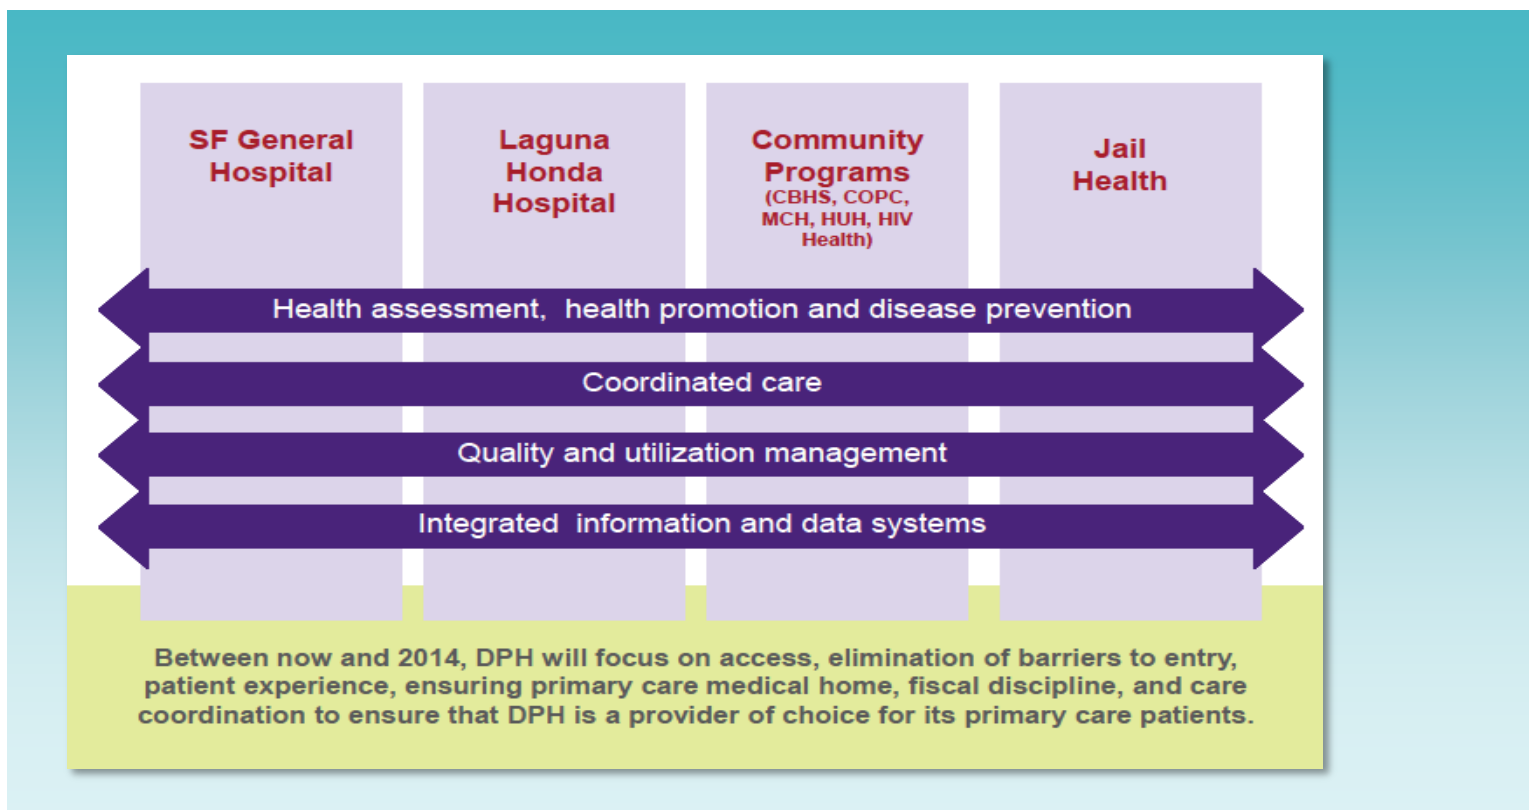 SF General
Hospital
Laguna
Honda
Hospital
Community
Programs
(CBHS, COPC,
MCH, HUH, HIV
Health)
Jail
Health
Health assessment,  health promotion and disease prevention
Coordinated care
Quality and utilization management
Integrated  information and data systems
Between now and 2014, DPH will focus on access, elimination of barriers to entry,
patient experience, ensuring primary care medical home, fiscal discipline, and care
coordination to ensure that DPH is a provider of choice for its primary care patients.